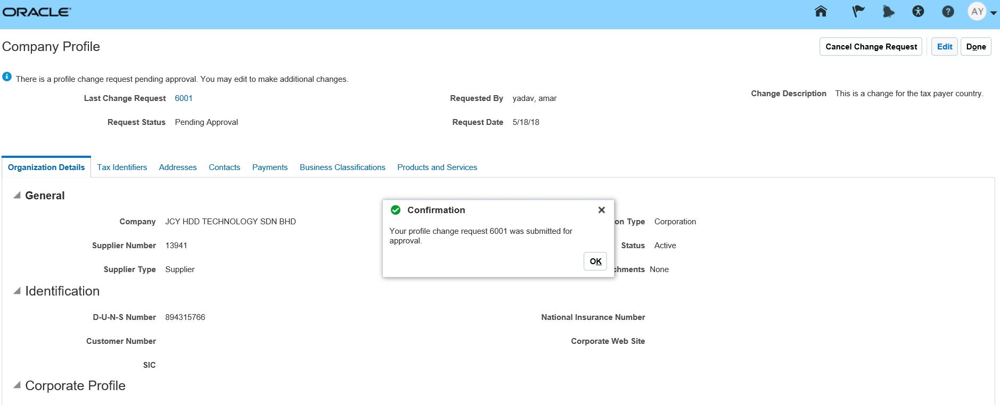 ORACLE
AY
Company Profile
Cancel Change Request Edit Done
There is a profile change request pending approval. You may edit to make additional changes.
Last Change Request 6001
Requested By yadav, amar
Change Description This is a change for the tax payer country.
Request Status Pending Approval
Request Date 5/18/18
Organization Details Tax Identifiers Addresses Contacts Payments Business Classifications Products and Services
General
Company JCY HDD TECHNOLOGY SDN BHD
on Type Corporation
Supplier Number 13941
Status Active
Supplier Type Supplier
chments None
Confirmation
Your profile change request 6001 was submitted for
approval.
OK
Identification
D-U-N-S Number 894315766
National Insurance Number
Customer Number
Corporate Web Site
SIC
Corporate Profile